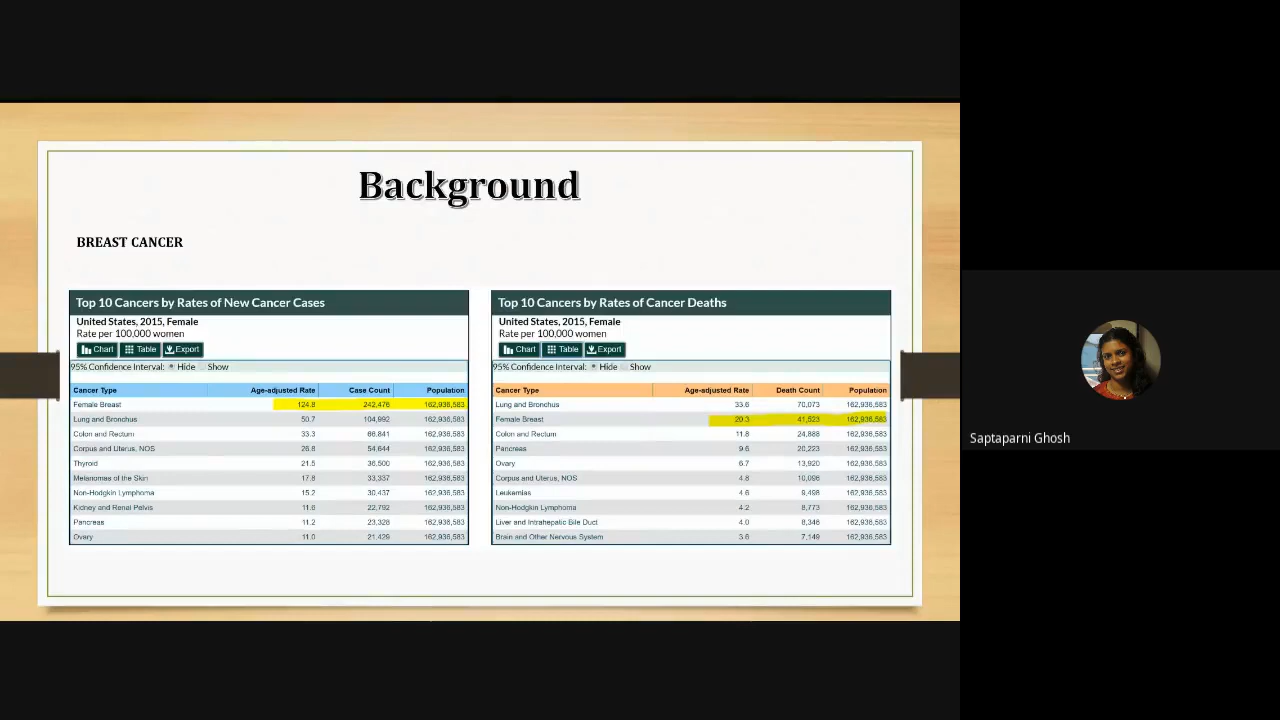 Background
BREAST CANCER
Top 10 Cancers by Rates of New Cancer Cases
United States, 2015, Female
Rate per 100,000 women
Chart Table Export
95% Confidence Interval: Hide Show
Cancer Type Age-adjusted Rate Case Count Population
Female Breast 124.8 242,476 162,936,583
Lung and Bronchus 50.7 104,992 162,936,583
Colon and Rectum 33.3 66,841 162,936,583
Corpus and Uterus, NOS 26.8 54,644 162,936,583
Thyroid 21.5 36,500 162,936,583
Melanomas of the Skin 17.8 33,337 162,936,583
Non-Hodgkin Lymphoma 15.2 30,437 162,936,583
Kidney and Renal Pelvis 11.6 22,792 162,936,583
Pancreas 11.2 23,328 162,936,583
Ovary 11.0 21,429 162,936,583
Top 10 Cancers by Rates of Cancer Deaths
United States, 2015, Female
Rate per 100,000 women
Chart Table Export
95% Confidence Interval: Hide Show
Cancer Type Age-adjusted Rate Death Count Population
Lung and Bronchus 33.6 70,073 162,936,583
Female Breast 20.3 41,523 162,936,583
Colon and Rectum 11.8 24,888 162,936,583
Pancreas 9.6 20,223 162,936,583
Ovary 6.7 13,920 162,936,583
Corpus and Uterus, NOS 4.8 10,096 162,936,583
Leukemias 4.6 9,498 162,936,583
Non-Hodgkin Lymphoma 4.2 8,773 162,936,583
Liver and Intrahepatic Bile Duct 4.0 8,346 162,936,583
Brain and Other Nervous System 3.6 7,149 162,936,583
Saptaparni Ghosh